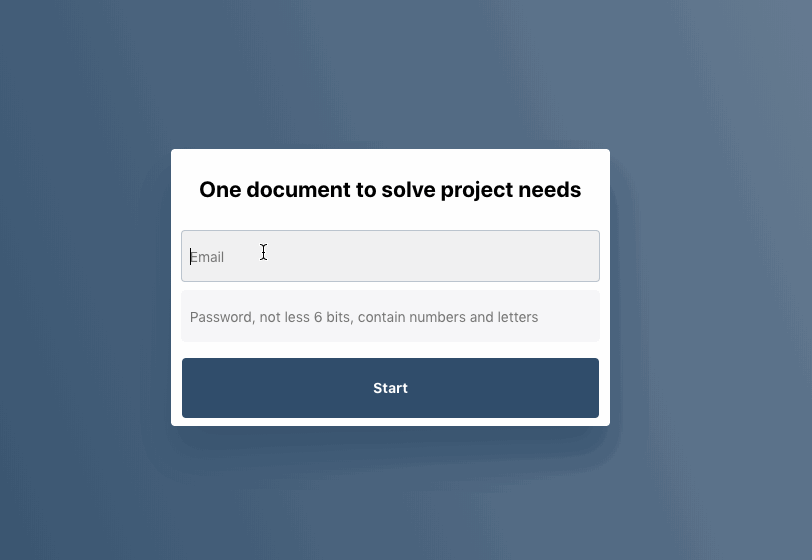 One document to solve project needs
Email
Password, not less 6 bits, contain numbers and letters
Start